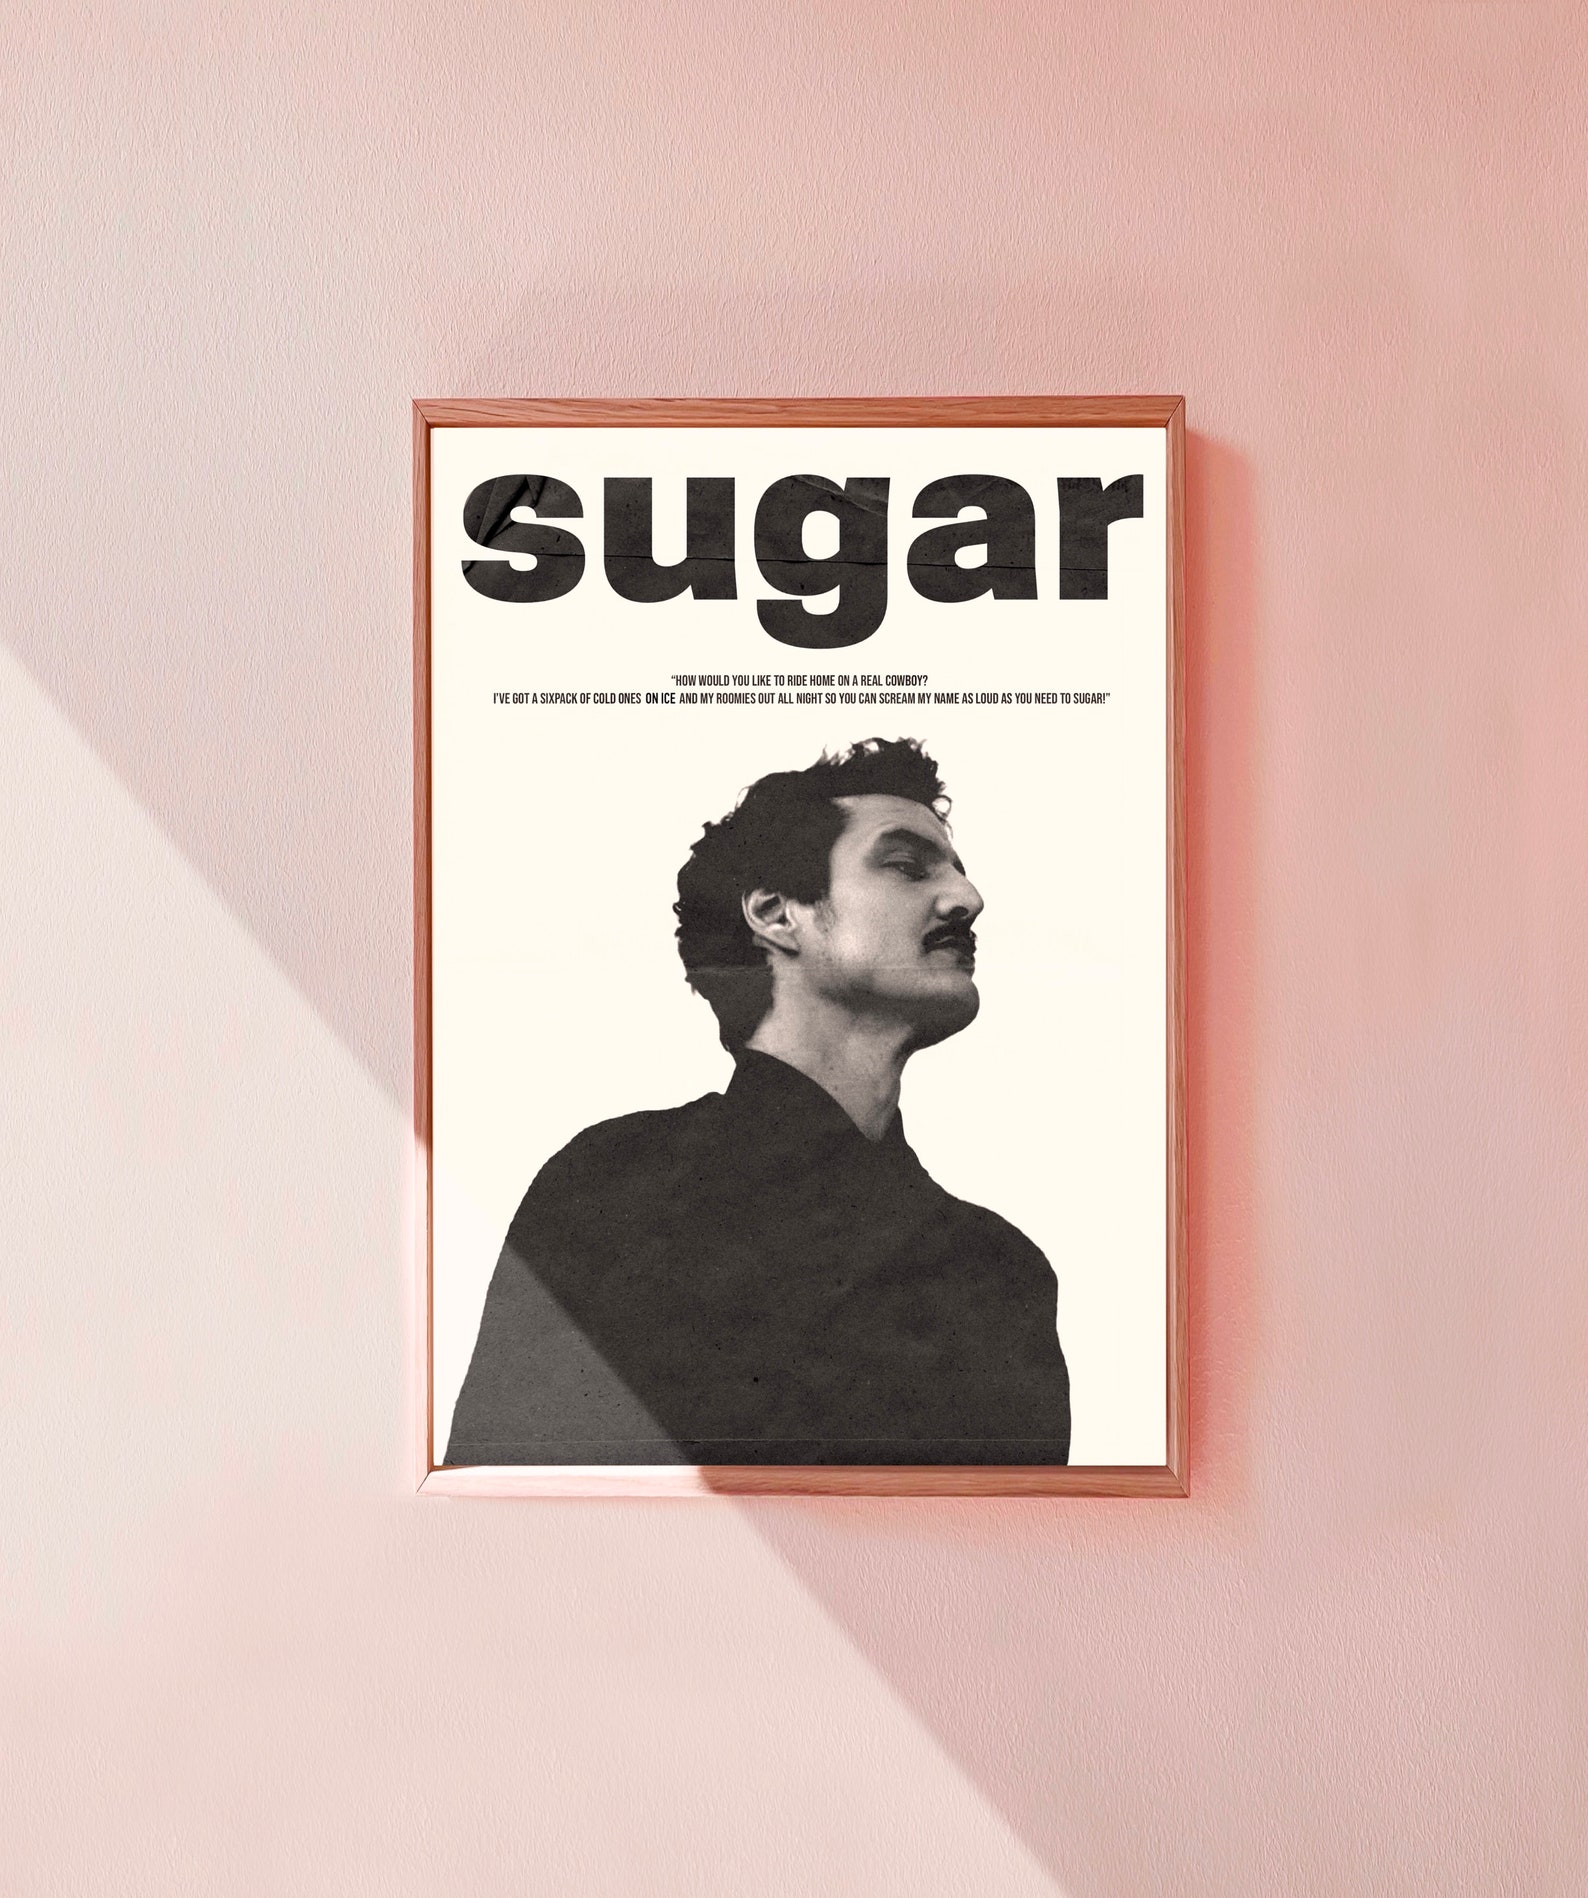 sugar
“HOW WOULD YOU LIKE TO RIDE HOME ON A REAL COWBOY?
I’VE GOT A SIXPACK OF COLD ONES ON ICE AND MY ROOMIES OUT ALL NIGHT SO YOU CAN SCREAM MY NAME AS LOUD AS YOU NEED TO SUGAR!”